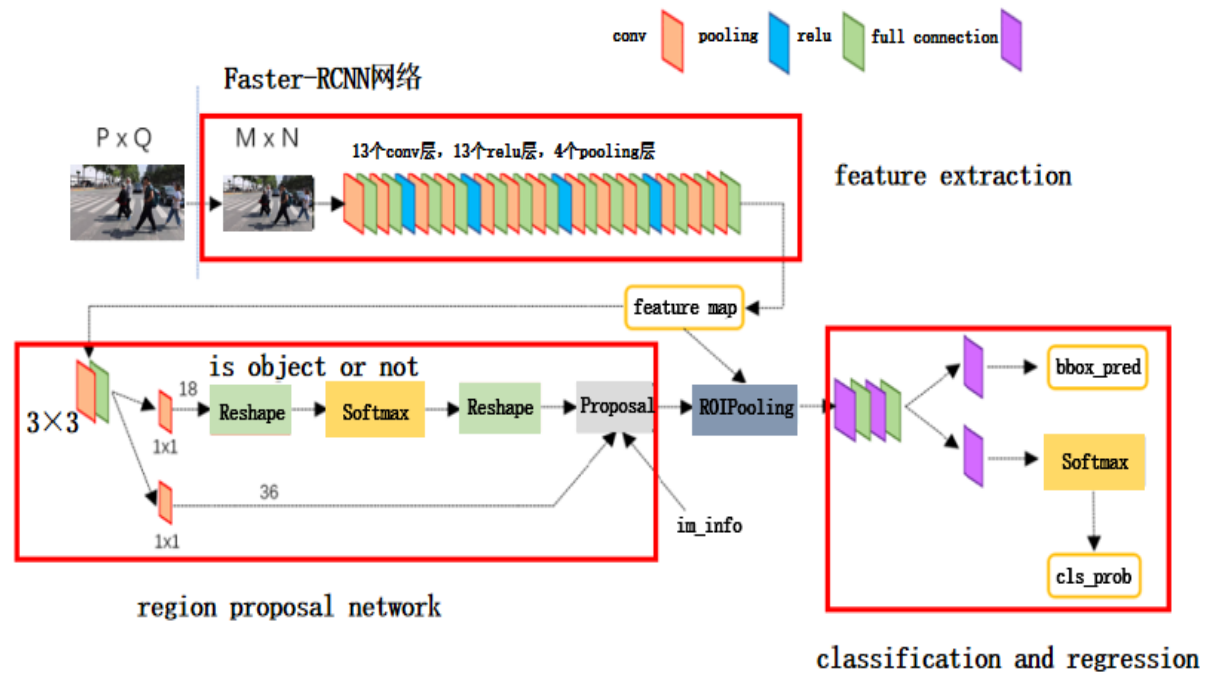 conv pooling relu full connection
Faster-RCNN网络
P x Q
M x N
13个conv层，13个relu层，4个pooling层
feature extraction
feature map
is object or not
3×3
18
1x1
Reshape
Softmax
Reshape
Proposal
ROIPooling
bbox_pred
Softmax
cls_prob
36
1x1
im_info
region proposal network
classification and regression